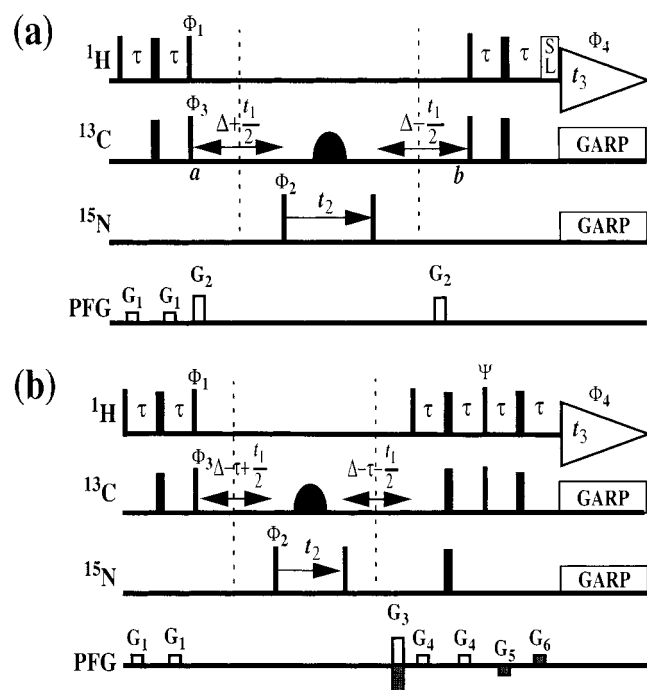 (a)
Φ1
Φ4
¹H τ τ τ τ SL t3
Φ3 Δ+t1/2 Δ−t1/2
¹³C GARP
a b
Φ2
¹⁵N t2 GARP
G2 G2
PFG G1 G1
(b)
Φ1 Ψ Φ4
¹H τ τ τ τ τ τ t3
Φ3 Δ−τ+t1/2 Δ−τ−t1/2
¹³C GARP
Φ2
¹⁵N t2 GARP
G3
PFG G1 G1 G4 G4 G5 G6